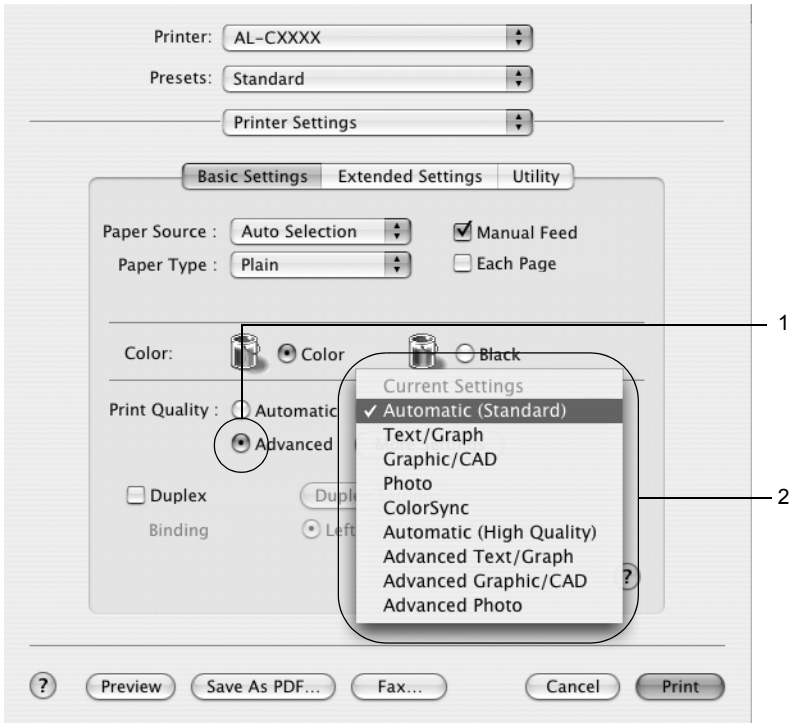 Printer: AL-CXXXX
Presets: Standard
Printer Settings
Basic Settings Extended Settings Utility
Paper Source : Auto Selection Manual Feed
Paper Type : Plain Each Page
1
Color: Color Black
Current Settings
Print Quality : Automatic ✓ Automatic (Standard)
Text/Graph
Advanced
Graphic/CAD
Photo
Duplex Duple 2
ColorSync
Binding Left Automatic (High Quality)
Advanced Text/Graph
Advanced Graphic/CAD ?
Advanced Photo
? Preview Save As PDF... Fax... Cancel Print